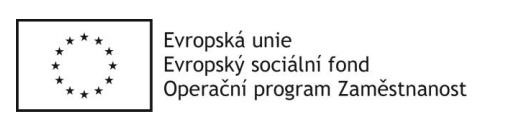 Evropská unie
Evropský sociální fond
Operační program Zaměstnanost